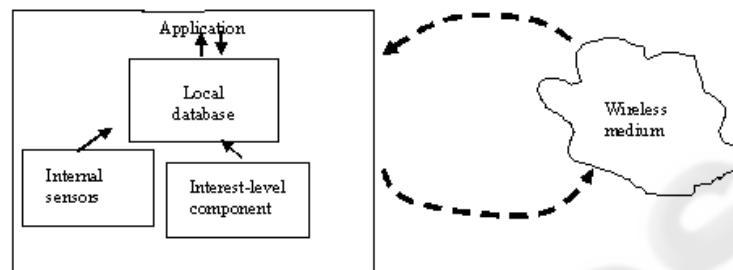 Application
Local
database
Wireless
medium
Internal
sensors
Interest-level
component